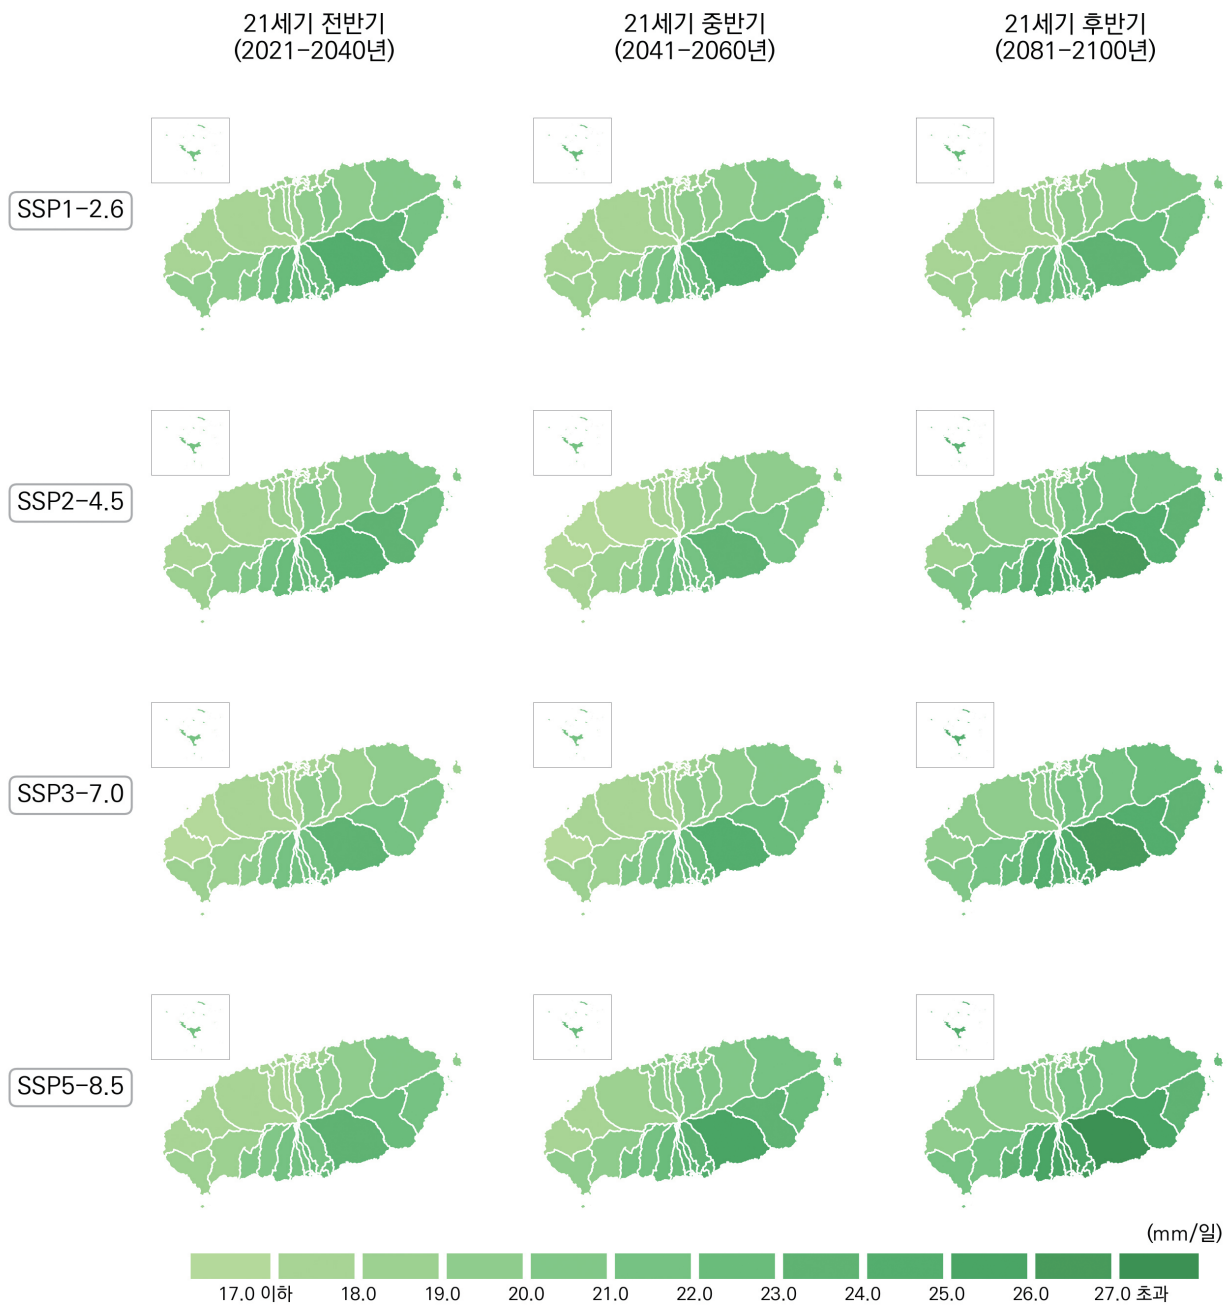 21세기 전반기
(2021-2040년)
21세기 중반기
(2041-2060년)
21세기 후반기
(2081-2100년)
SSP1-2.6
SSP2-4.5
SSP3-7.0
SSP5-8.5
(mm/일)
17.0 이하 18.0 19.0 20.0 21.0 22.0 23.0 24.0 25.0 26.0 27.0 초과